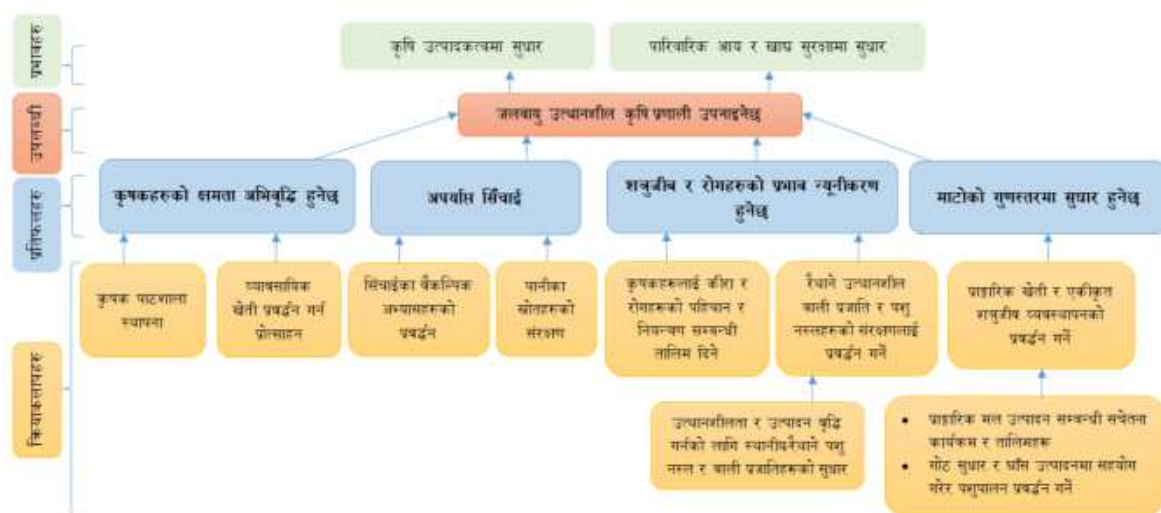 प्रभावहरु
कृषि उत्पादकत्वमा सुधार
पारिवारिक आय र खाद्य सुरक्षामा सुधार
उपलब्धी
जलवायु उत्थानशील कृषि प्रणाली उपनाइनेछ
प्रतिफलहरु
कृषकहरुको क्षमता अभिवृद्धि हुनेछ
अपर्याप्त सिँचाई
शत्रुजीव र रोगहरुको प्रभाव न्यूनीकरण
हुनेछ
माटोको गुणस्तरमा सुधार हुनेछ
क्रियाकलापहरु
कृषक पाठशाला
स्थापना
व्यावसायिक
खेती प्रवर्द्धन गर्न
प्रोत्साहन
सिंचाईका वैकल्पिक
अभ्यासहरुको
प्रवर्द्धन
पानीका
स्रोतहरुको
संरक्षण
कृषकहरुलाई कीरा र
रोगहरुको पहिचान र
नियन्त्रण सम्बन्धी
तालिम दिने
रैथाने उत्थानशील
बाली प्रजाति र पशु
नस्लहरुको संरक्षणलाई
प्रवर्द्धन गर्ने
प्राङ्गारिक खेती र एकीकृत
शत्रुजीव व्यवस्थापनको
प्रवर्द्धन गर्ने
उत्थानशीलता र उत्पादन वृद्धि
गर्नको लागि स्थानीय/रैथाने पशु
नस्ल र बाली प्रजातिहरुको सुधार
• प्राङ्गारिक मल उत्पादन सम्बन्धी सचेतना
कार्यक्रम र तालिमहरु
• गोठ सुधार र घाँस उत्पादनमा सहयोग
गरेर पशुपालन प्रवर्द्धन गर्ने